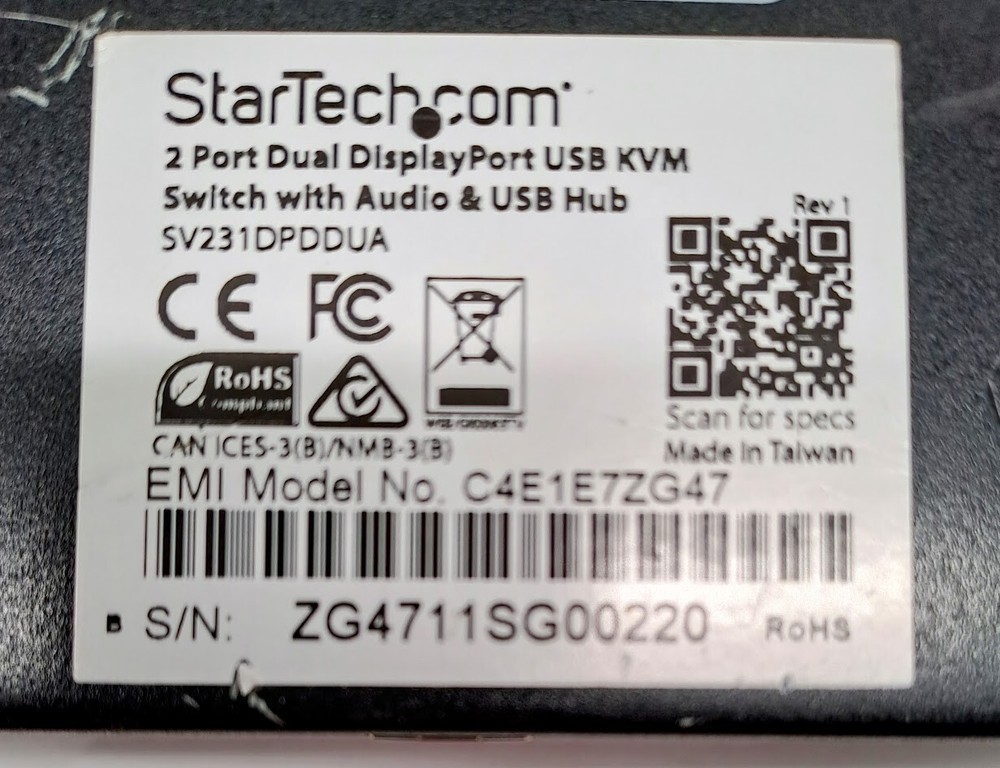 StarTech.com
2 Port Dual DisplayPort USB KVM
Switch with Audio & USB Hub
SV231DPDDUA
Rev 1
CE FC
RoHS
Compliant
Scan for specs
CAN ICES-3(B)/NMB-3(B)
Made in Taiwan
EMI Model No. C4E1E7ZG47
B S/N: ZG4711SG00220 RoHS